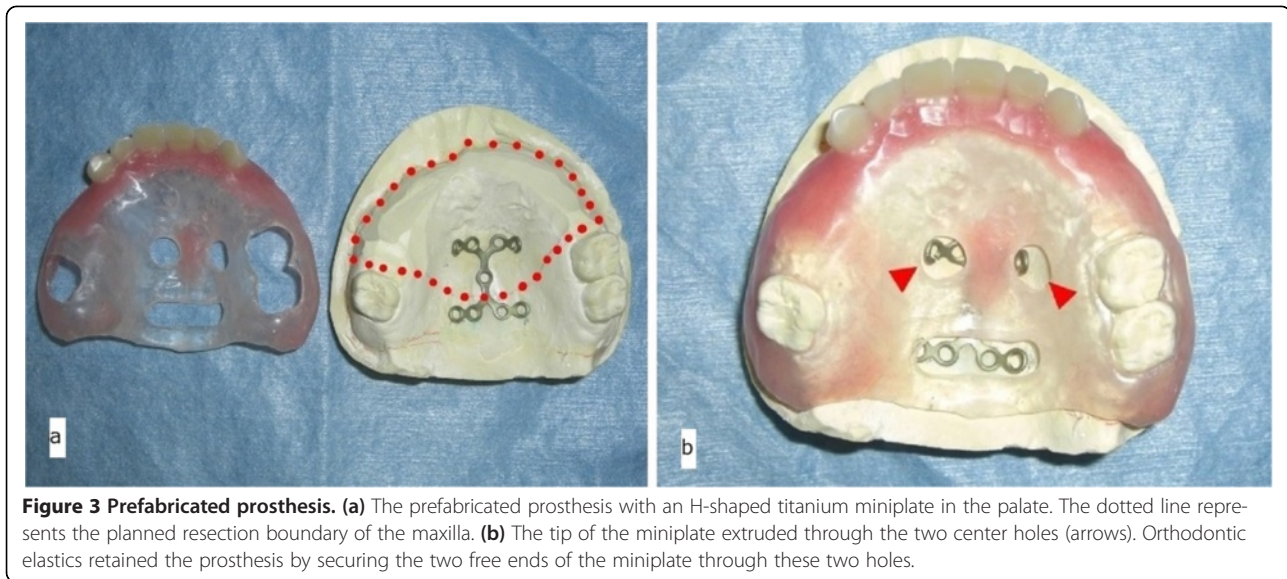 a
b
Figure 3 Prefabricated prosthesis. (a) The prefabricated prosthesis with an H-shaped titanium miniplate in the palate. The dotted line repre-
sents the planned resection boundary of the maxilla. (b) The tip of the miniplate extruded through the two center holes (arrows). Orthodontic
elastics retained the prosthesis by securing the two free ends of the miniplate through these two holes.